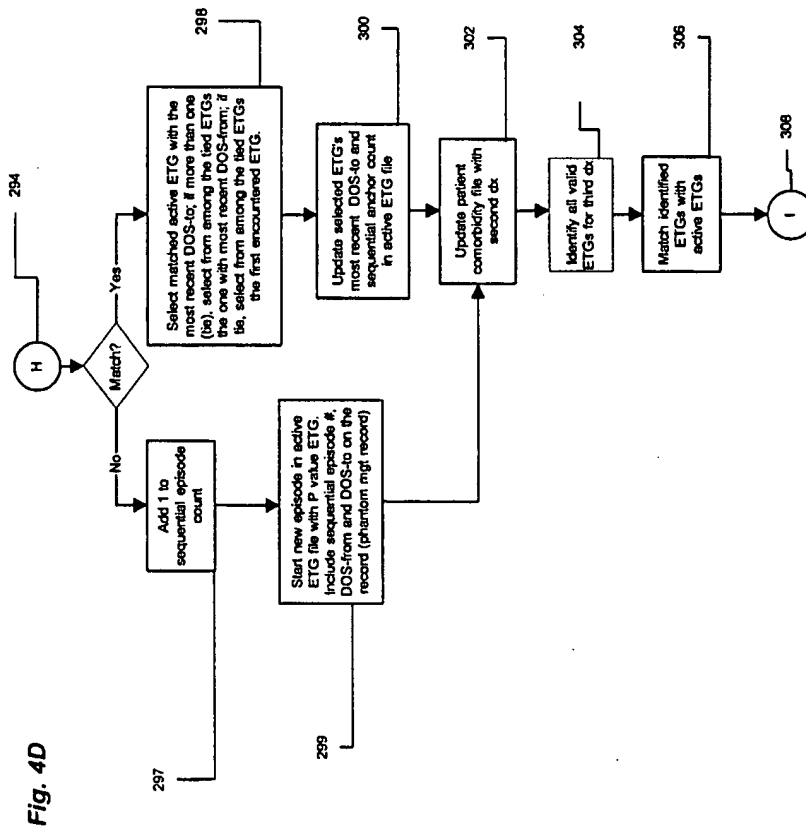 Fig. 4D
294
H
Match?
No
Yes
Add 1 to
sequential episode
count
297
Start new episode in active
ETG file with P value ETG.
Include sequential episode #,
DOS-from and DOS-to on the
record (phantom mgt record)
299
Select matched active ETG with the
most recent DOS-to; if more than one
(tie), select from among the tied ETGs
the one with most recent DOS-from; if
tie, select from among the tied ETGs
the first encountered ETG.
298
Update selected ETG's
most recent DOS-to and
sequential anchor count
in active ETG file
300
Update patient
comorbidity file with
second dx
302
Identify all valid
ETGs for third dx
304
Match identified
ETGs with
active ETGs
306
I
308